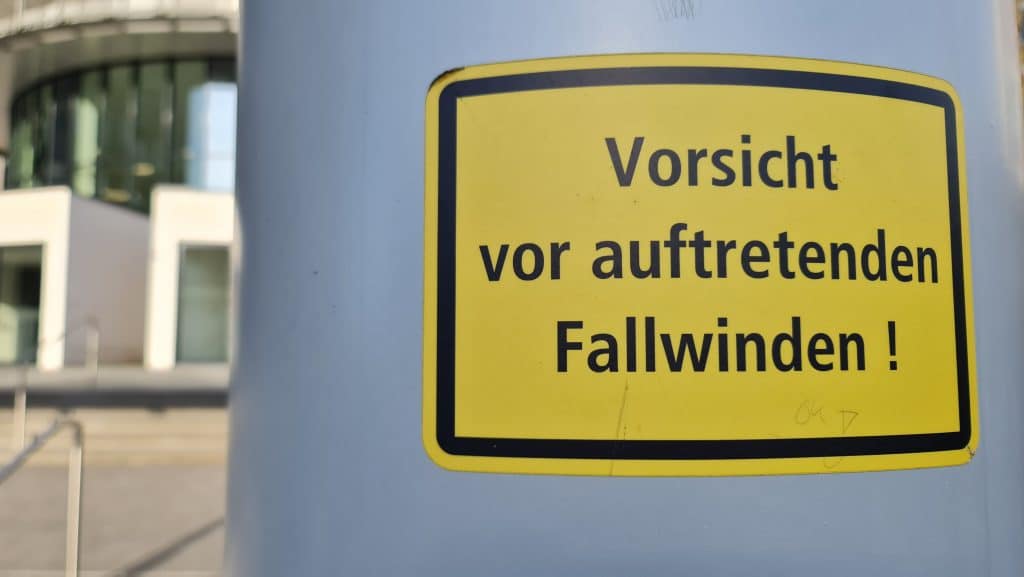 Vorsicht
vor auftretenden
Fallwinden !